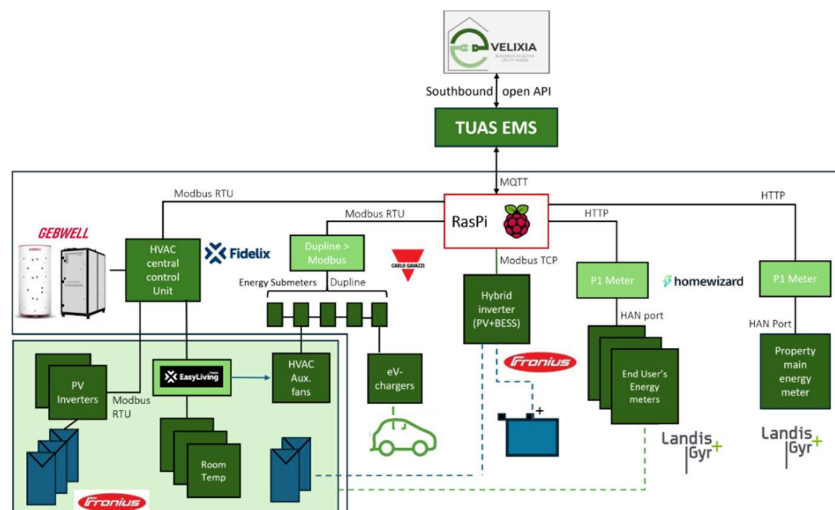 VELIXIA
Southbound open API
TUAS EMS
MQTT
Modbus RTU
HTTP
HTTP
Modbus RTU
RasPi
GEBWELL
HVAC
central
control
Unit
Fidelix
Dupline >
Modbus
CARLO GAVAZZI
Modbus TCP
P1 Meter
homewizard
P1 Meter
Energy Submeters
Dupline
Hybrid
inverter
(PV+BESS)
HAN port
HAN Port
PV
Inverters
Modbus
RTU
EasyLiving
HVAC
Aux.
fans
eV-
chargers
Fronius
End User's
Energy
meters
Property
main
energy
meter
+
Room
Temp
Landis
Gyr+
Landis
Gyr+
Fronius